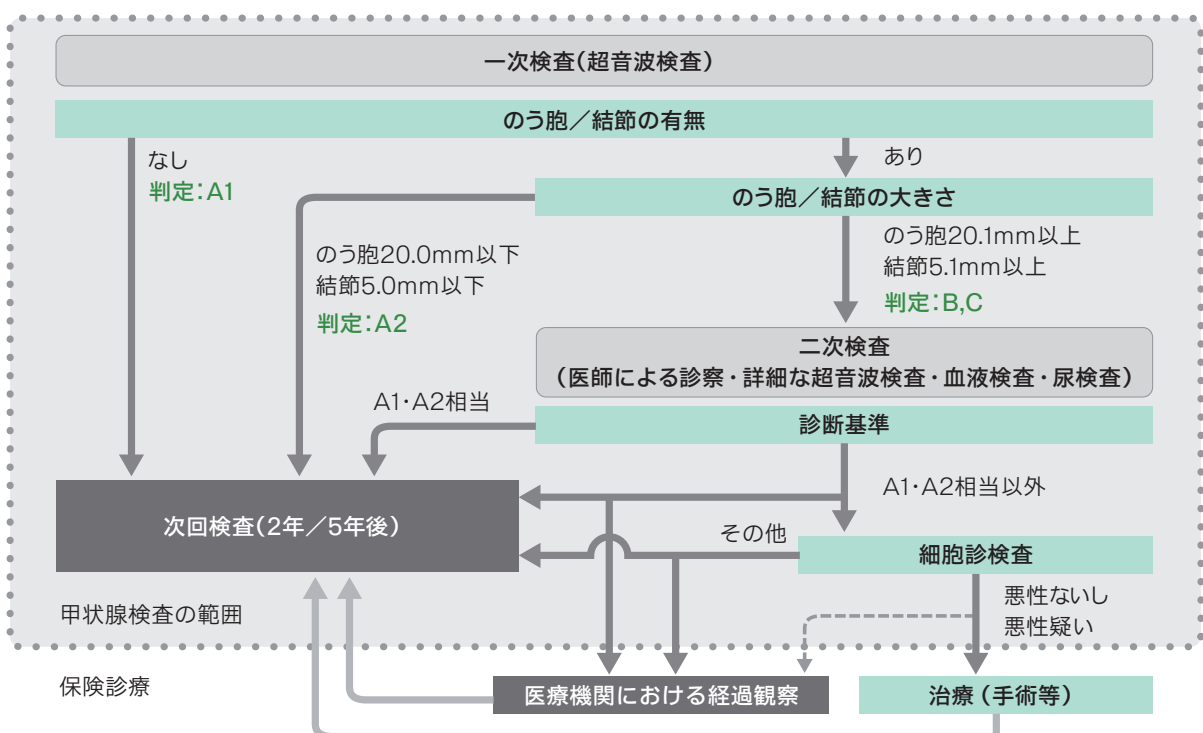 一次検査(超音波検査)
のう胞／結節の有無
なし
判定：A1
あり
のう胞／結節の大きさ
のう胞20.0mm以下
結節5.0mm以下
判定：A2
のう胞20.1mm以上
結節5.1mm以上
判定：B,C
二次検査
（医師による診察・詳細な超音波検査・血液検査・尿検査）
A1・A2相当
診断基準
A1・A2相当以外
次回検査(2年／5年後)
その他
細胞診検査
悪性ないし
悪性疑い
甲状腺検査の範囲
保険診療
医療機関における経過観察
治療（手術等）